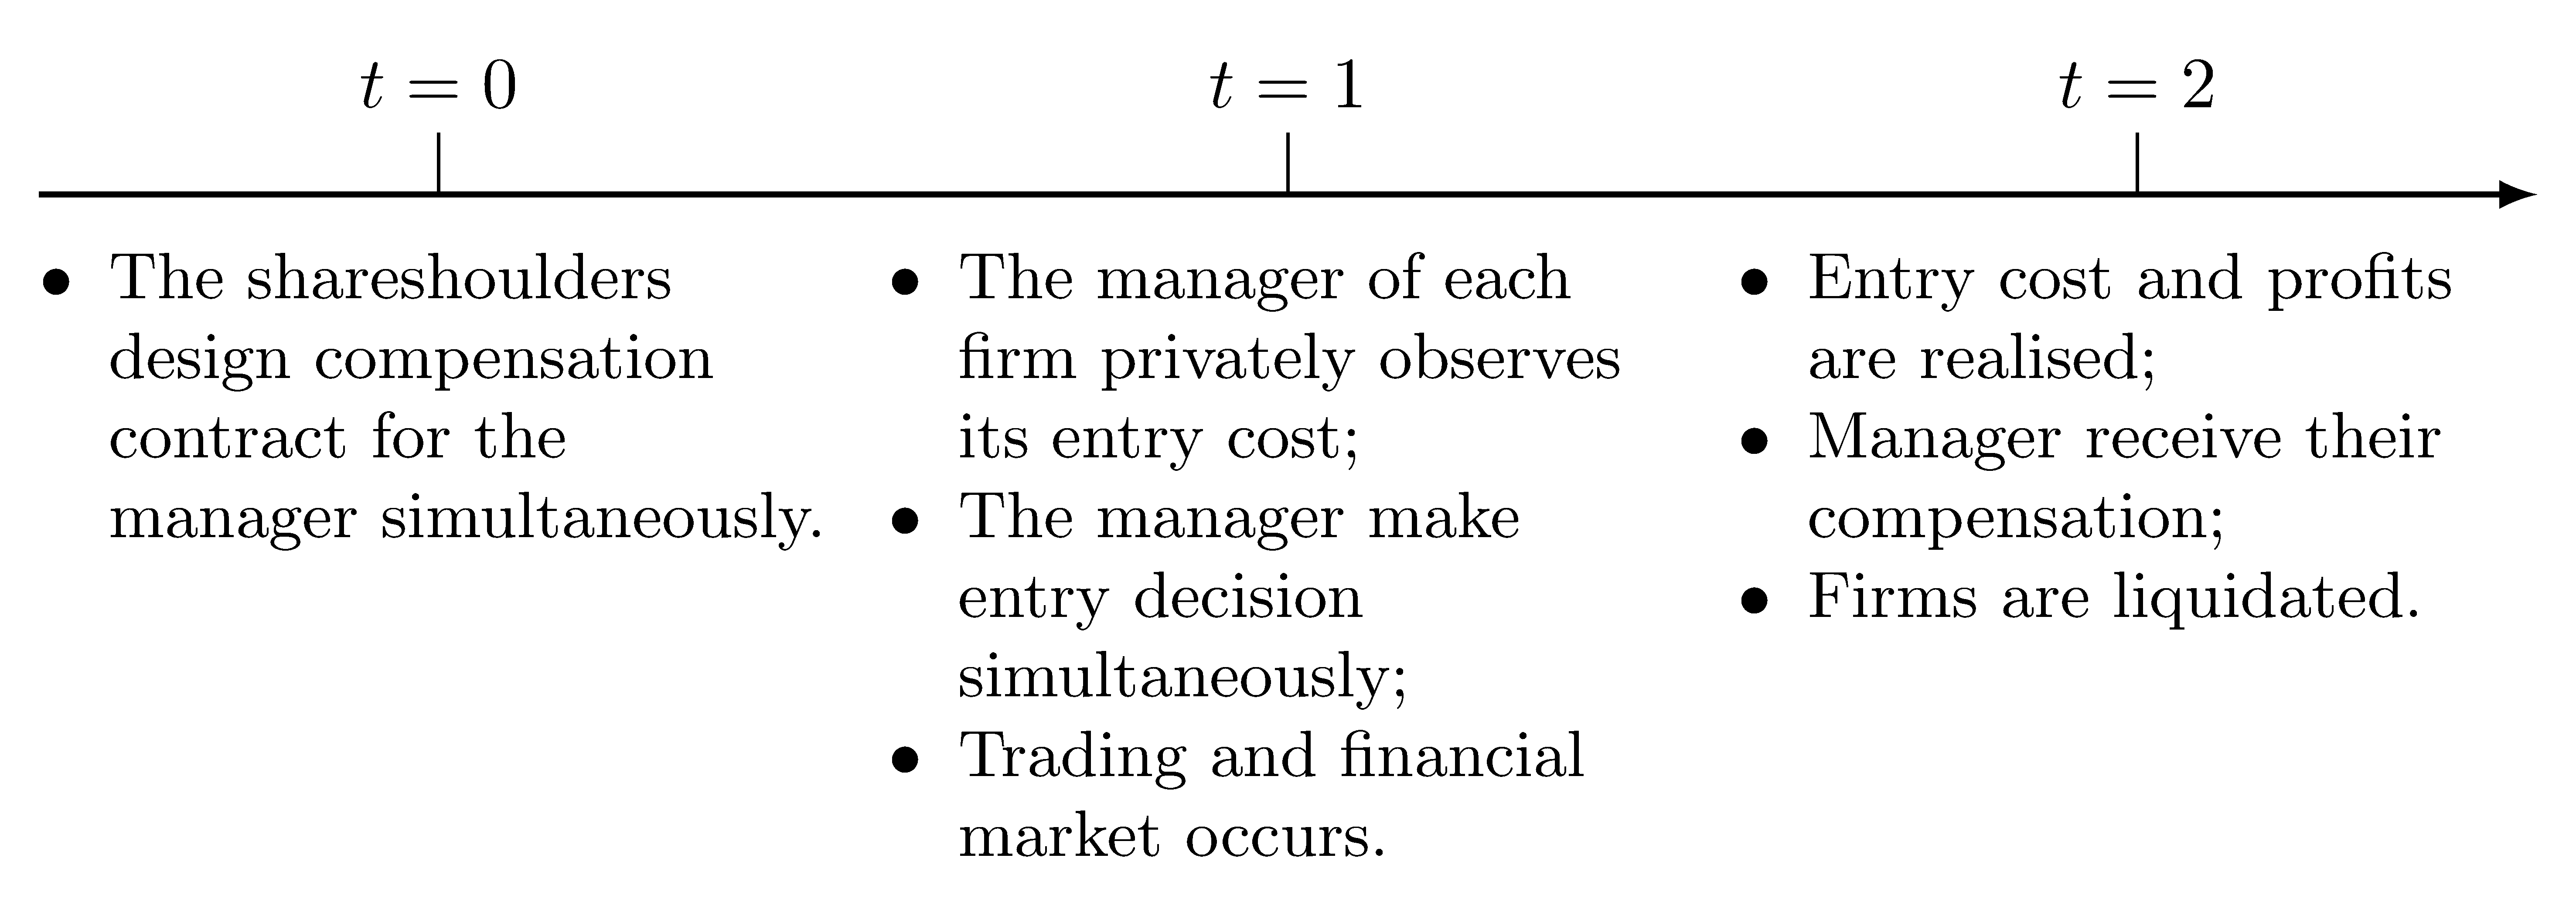 t = 0
t = 1
t = 2
• The shareshoulders
design compensation
contract for the
manager simultaneously.
• The manager of each
firm privately observes
its entry cost;
• The manager make
entry decision
simultaneously;
• Trading and financial
market occurs.
• Entry cost and profits
are realised;
• Manager receive their
compensation;
• Firms are liquidated.